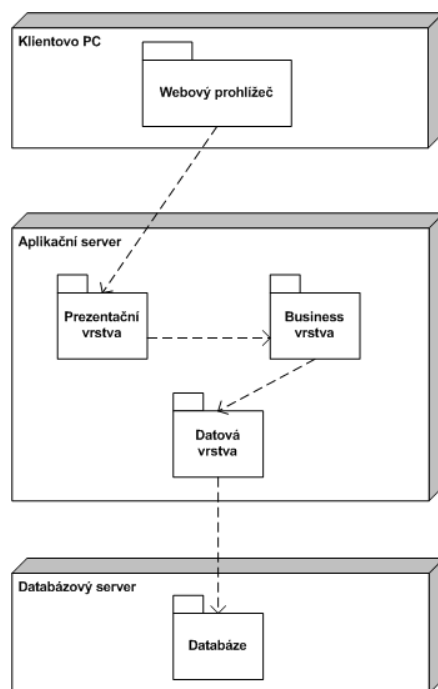 Klientovo PC
Webový prohlížeč
Aplikační server
Prezentační
vrstva
Business
vrstva
Datová
vrstva
Databázový server
Databáze